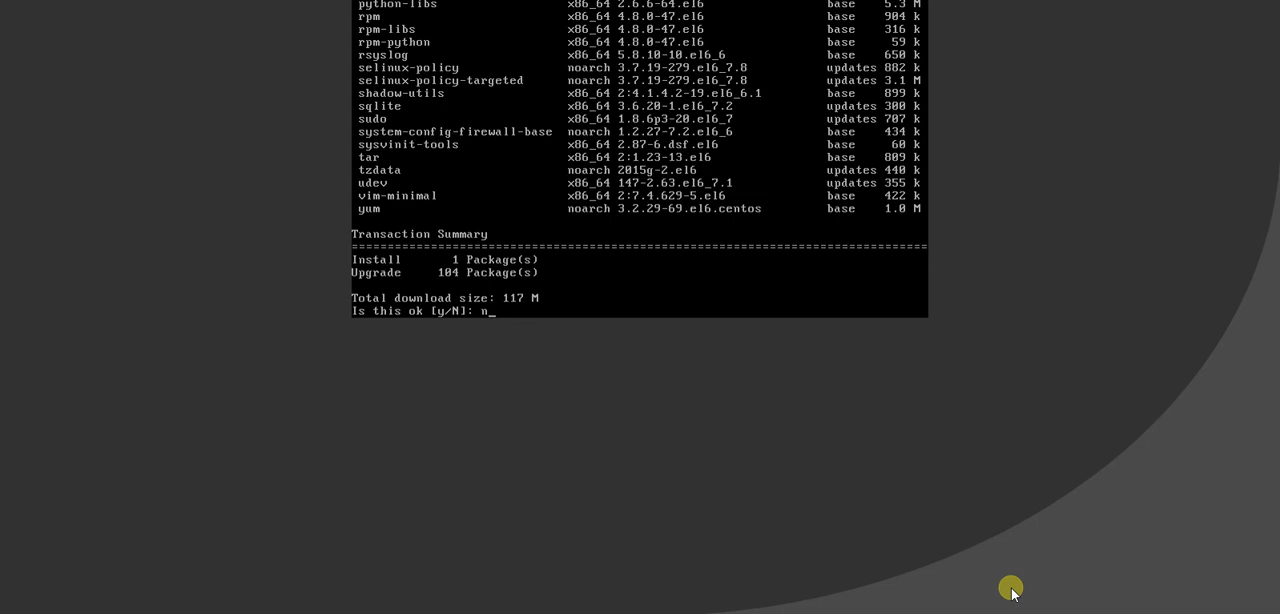 python-libs x86_64 2.6.6-64.el6 base 5.3 M
rpm x86_64 4.8.0-47.el6 base 904 k
rpm-libs x86_64 4.8.0-47.el6 base 316 k
rpm-python x86_64 4.8.0-47.el6 base 59 k
rsyslog x86_64 5.8.10-10.el6_6 base 650 k
selinux-policy noarch 3.7.19-279.el6_7.8 updates 882 k
selinux-policy-targeted noarch 3.7.19-279.el6_7.8 updates 3.1 M
shadow-utils x86_64 2:4.1.4.2-19.el6_6.1 base 899 k
sqlite x86_64 3.6.20-1.el6_7.2 updates 300 k
sudo x86_64 1.8.6p3-20.el6_7 updates 707 k
system-config-firewall-base noarch 1.2.27-7.2.el6_6 base 434 k
sysvinit-tools x86_64 2.87-6.dsf.el6 base 60 k
tar x86_64 2:1.23-13.el6 base 809 k
tzdata noarch 2015g-2.el6 updates 440 k
udev x86_64 147-2.63.el6_7.1 updates 355 k
vim-minimal x86_64 2:7.4.629-5.el6 base 422 k
yum noarch 3.2.29-69.el6.centos base 1.0 M
Transaction Summary
================================================================================
Install 1 Package(s)
Upgrade 104 Package(s)
Total download size: 117 M
Is this ok [y/N]: n_